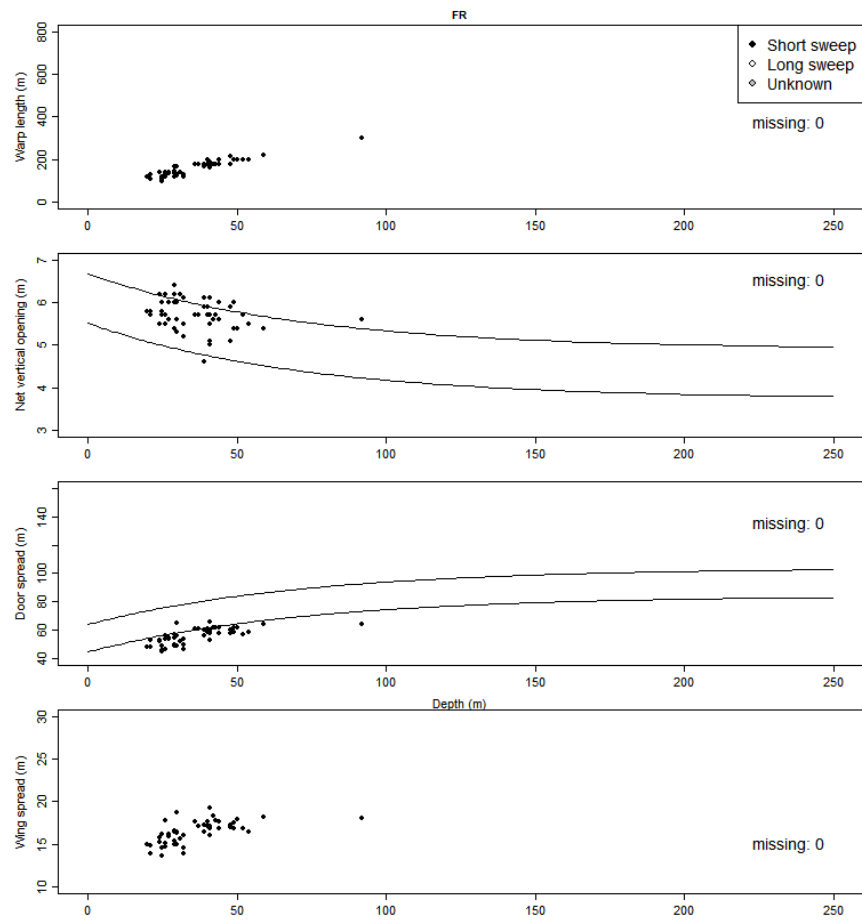 FR
Warp length (m)
800
600
400
200
0
Short sweep
Long sweep
Unknown
missing: 0
0 50 100 150 200 250
Net vertical opening (m)
7
6
5
4
3
missing: 0
0 50 100 150 200 250
Door spread (m)
140
100
80
60
40
missing: 0
0 50 100 150 200 250
Depth (m)
Wing spread (m)
30
25
20
15
10
missing: 0
0 50 100 150 200 250